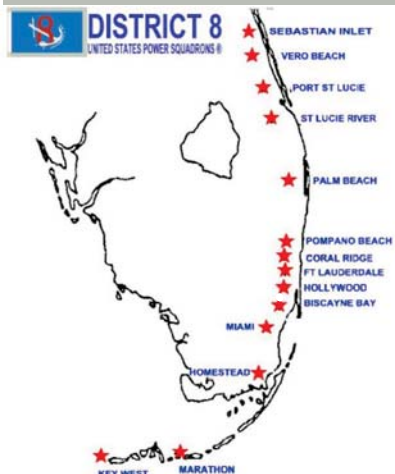 DISTRICT 8
UNITED STATES POWER SQUADRONS ®
SEBASTIAN INLET
VERO BEACH
PORT ST LUCIE
ST LUCIE RIVER
PALM BEACH
POMPANO BEACH
CORAL RIDGE
FT LAUDERDALE
HOLLYWOOD
BISCAYNE BAY
MIAMI
HOMESTEAD
MARATHON
KEY WEST